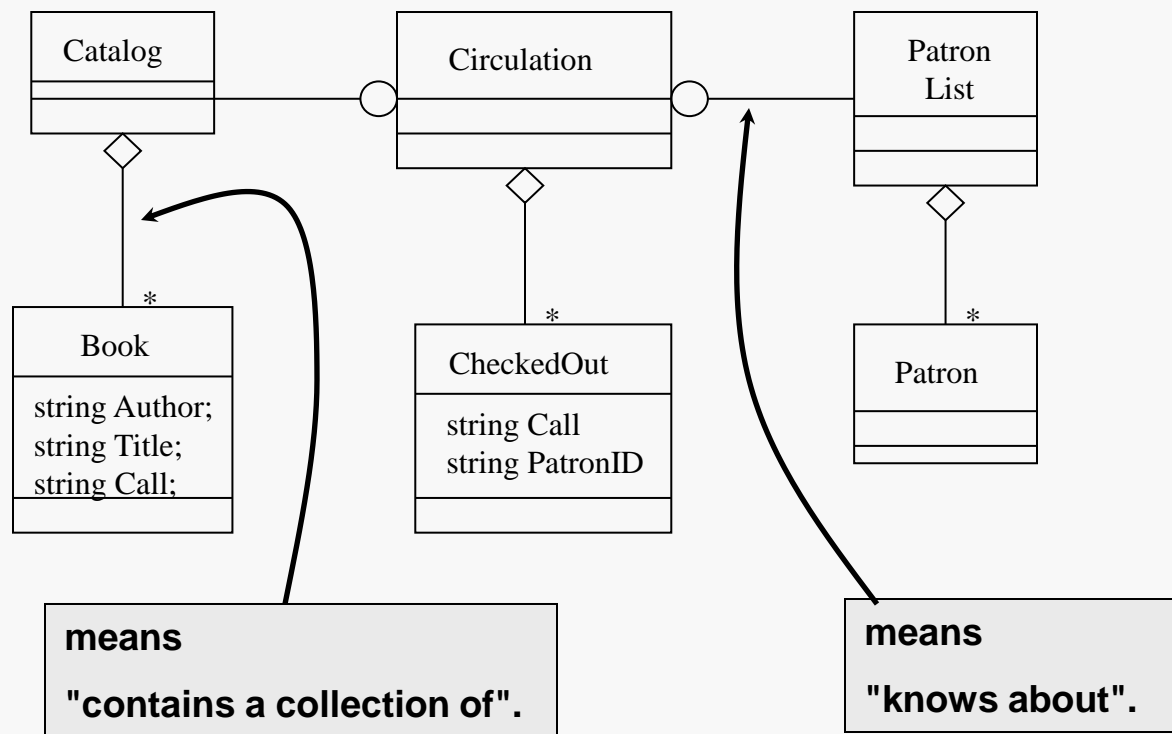 Catalog
Circulation
Patron
List
*
Book
string Author;
string Title;
string Call;
*
CheckedOut
string Call
string PatronID
*
Patron
means
"contains a collection of".
means
"knows about".